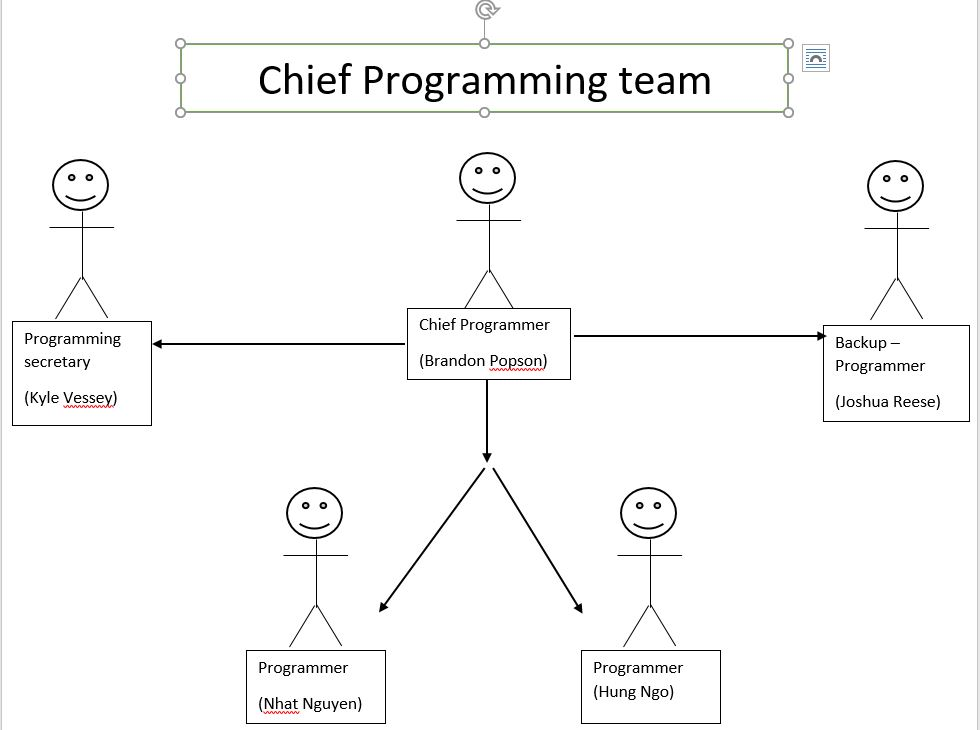 Chief Programming team
Chief Programmer
(Brandon Popson)
Programming
secretary
(Kyle Vessey)
Backup –
Programmer
(Joshua Reese)
Programmer
(Nhat Nguyen)
Programmer
(Hung Ngo)